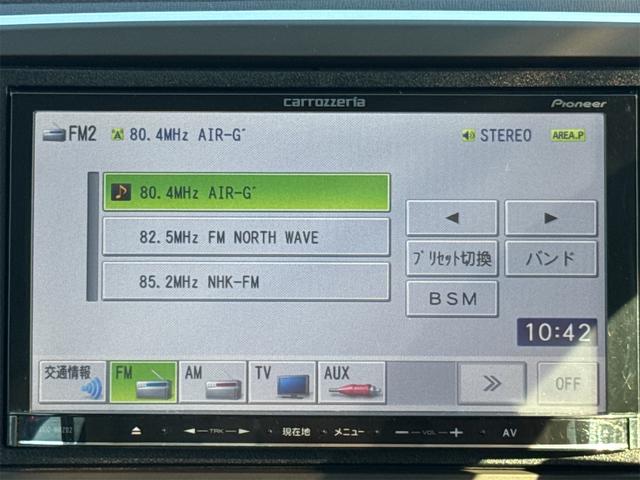 carrozzeria
Pioneer
FM2 80.4MHz AIR-G゛ STEREO AREA.P
80.4MHz AIR-G゛
82.5MHz FM NORTH WAVE
85.2MHz NHK-FM
◀ ▶
プリセット切換 バンド
BSM
10:42
交通情報 FM AM TV AUX OFF
TRK 現在地 メニュー − VOL + AV